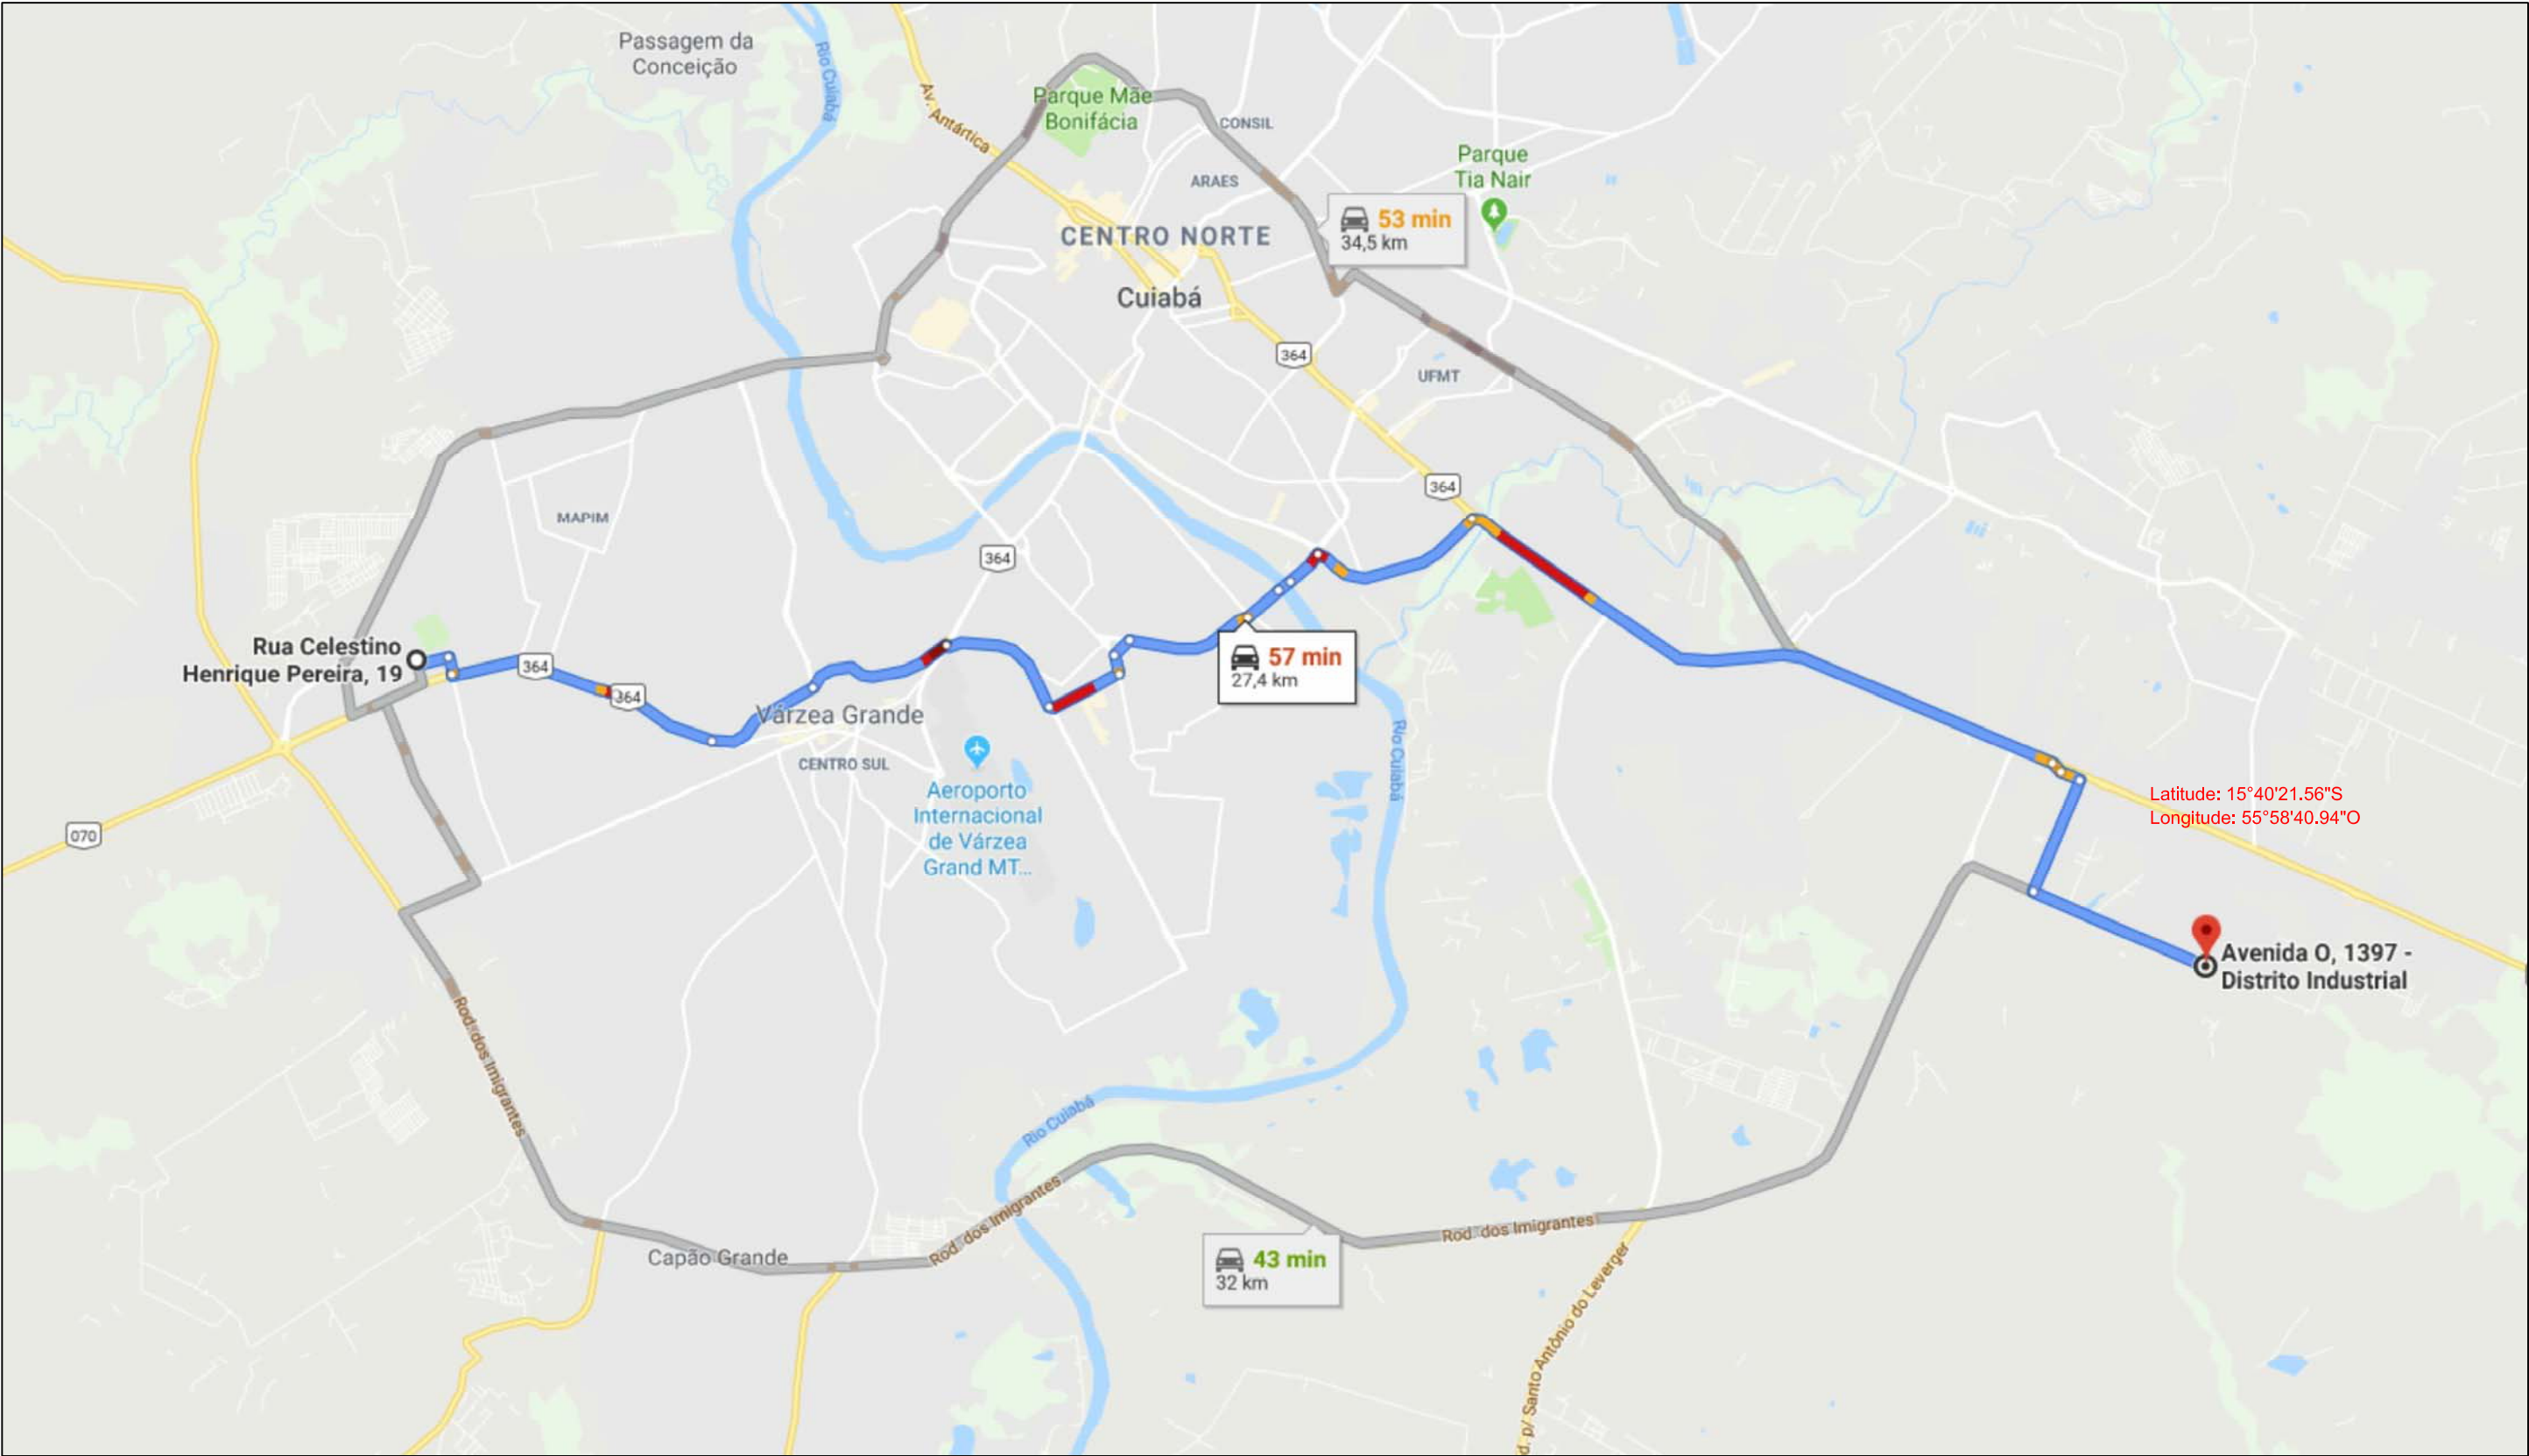 Passagem da
Conceição
Rio Cuiabá
Av. Antártica
Parque Mãe
Bonifácia
CONSIL
ARAES
Parque
Tia Nair
53 min
34,5 km
CENTRO NORTE
Cuiabá
364
UFMT
364
MAPIM
364
Rua Celestino
Henrique Pereira, 19
364
364
57 min
27,4 km
Várzea Grande
CENTRO SUL
Aeroporto
Internacional
de Várzea
Grand MT...
Rio Cuiabá
070
Latitude: 15°40'21.56"S
Longitude: 55°58'40.94"O
Avenida O, 1397 -
Distrito Industrial
Rod. dos Imigrantes
Rio Cuiabá
Rod. dos Imigrantes
Rod. dos Imigrantes
Capão Grande
43 min
32 km
d. p/ Santo Antônio do Leverger